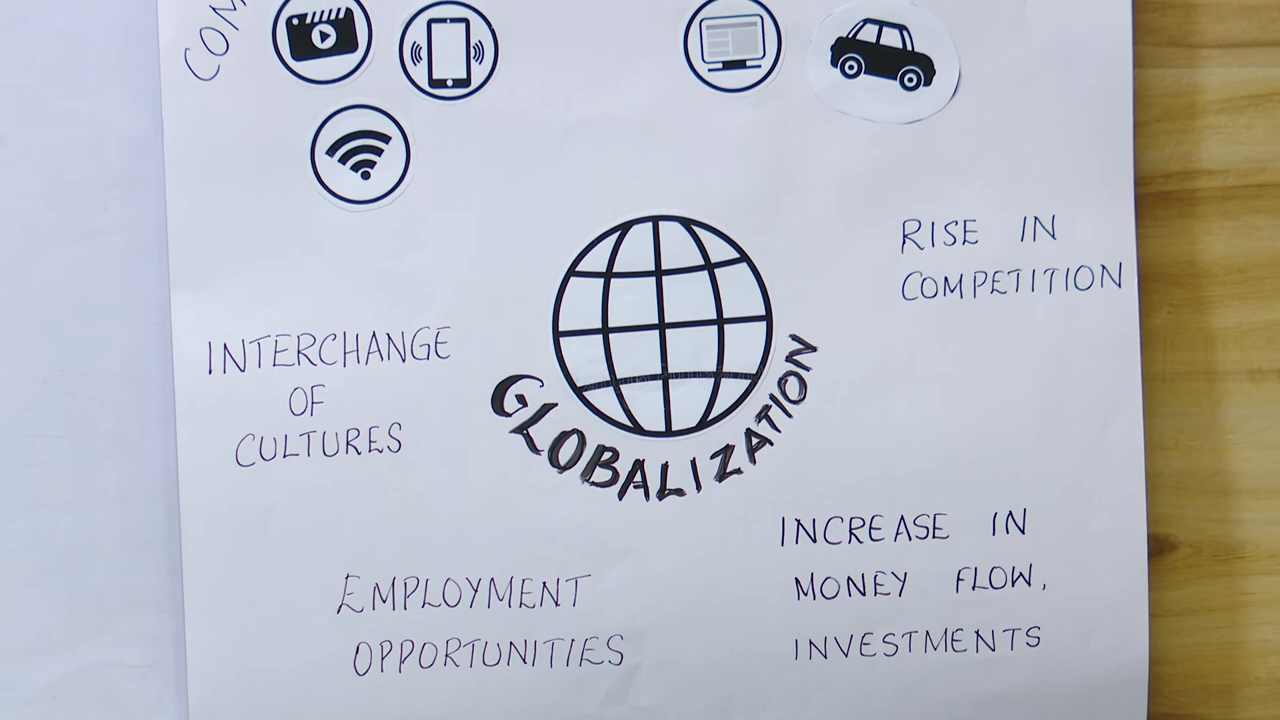 RISE IN
COMPETITION
INTERCHANGE
OF
CULTURES
GLOBALIZATION
INCREASE IN
MONEY FLOW,
INVESTMENTS
EMPLOYMENT
OPPORTUNITIES